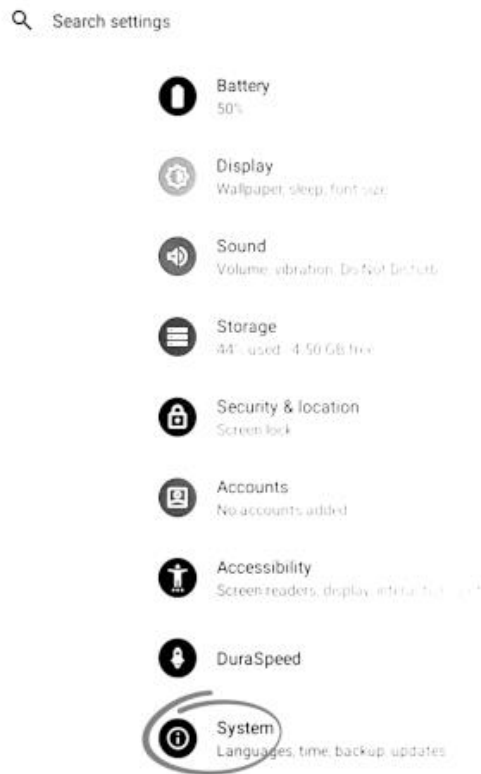 Search settings
Battery
50%
Display
Wallpaper, sleep, font size
Sound
Volume, vibration, Do Not Disturb
Storage
44% used - 4.50 GB free
Security & location
Screen lock
Accounts
No accounts added
Accessibility
Screen readers, display,
DuraSpeed
System
Languages, time, backup, updates